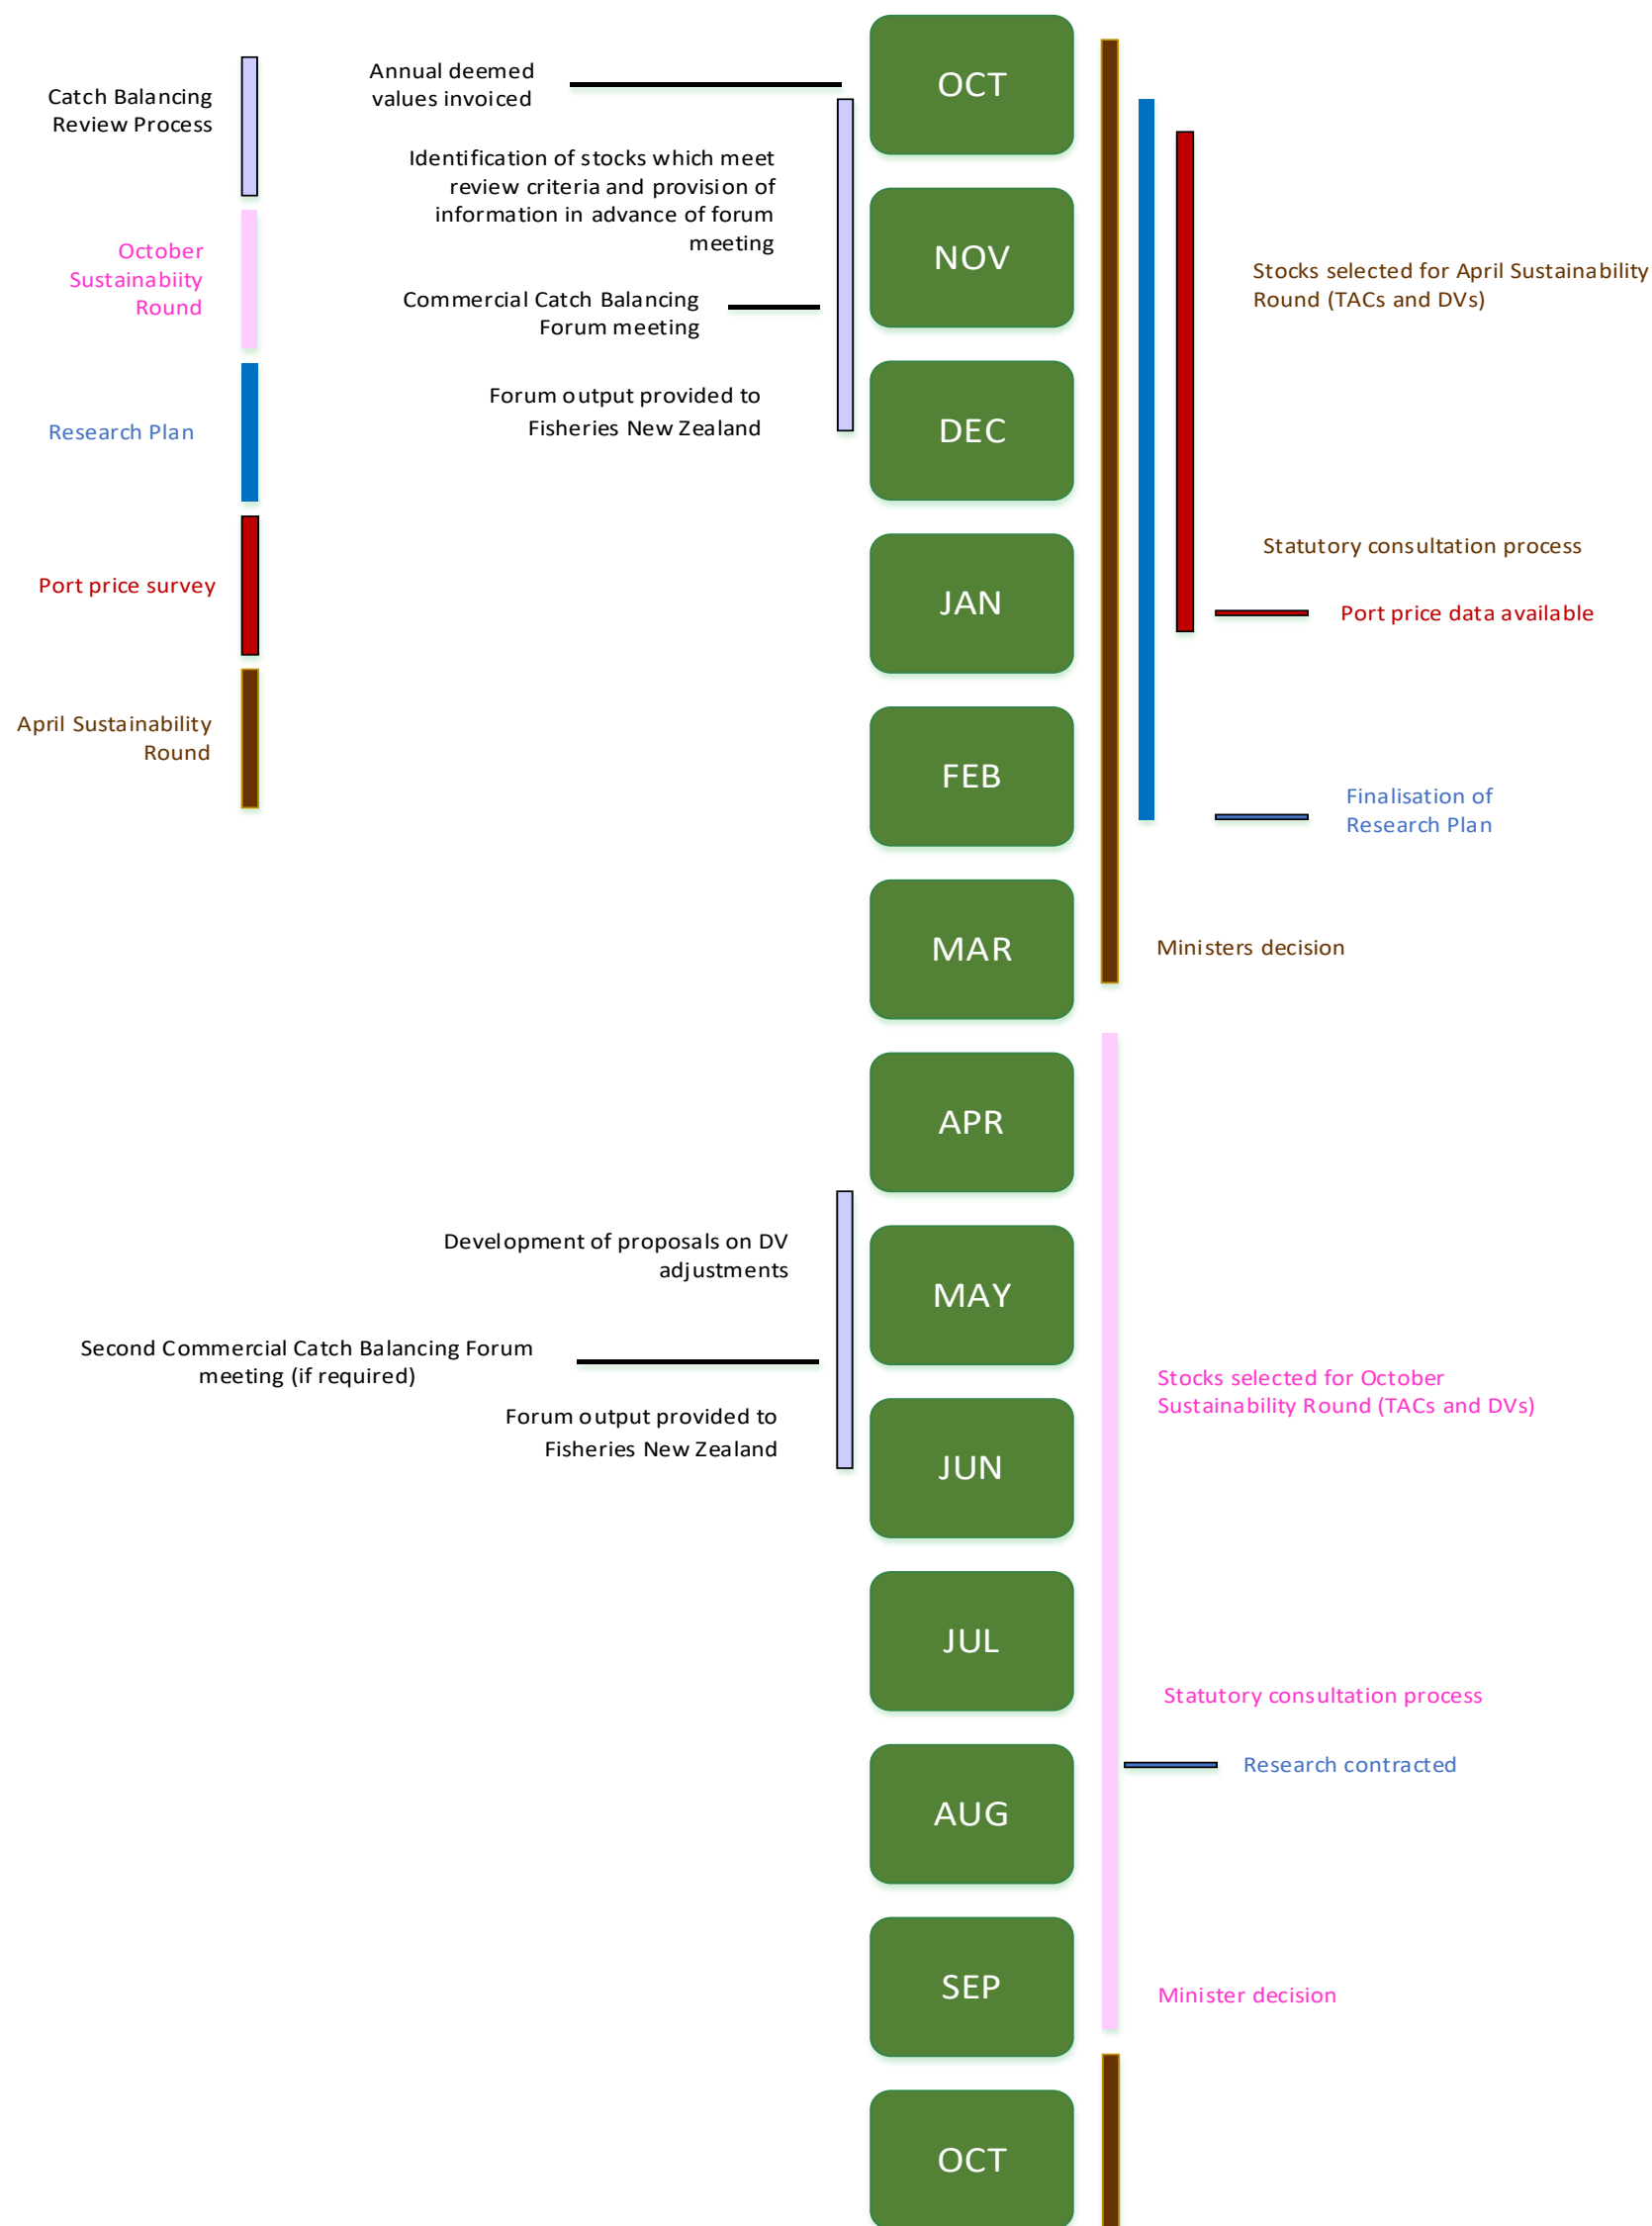 Catch Balancing
Review Process
October
Sustainabiity
Round
Research Plan
Port price survey
April Sustainability
Round
Annual deemed
values invoiced
Identification of stocks which meet
review criteria and provision of
information in advance of forum
meeting
Commercial Catch Balancing
Forum meeting
Forum output provided to
Fisheries New Zealand
Development of proposals on DV
adjustments
Second Commercial Catch Balancing Forum
meeting (if required)
Forum output provided to
Fisheries New Zealand
OCT
NOV
DEC
JAN
FEB
MAR
APR
MAY
JUN
JUL
AUG
SEP
OCT
Stocks selected for April Sustainability
Round (TACs and DVs)
Statutory consultation process
Port price data available
Finalisation of
Research Plan
Ministers decision
Stocks selected for October
Sustainability Round (TACs and DVs)
Statutory consultation process
Research contracted
Minister decision